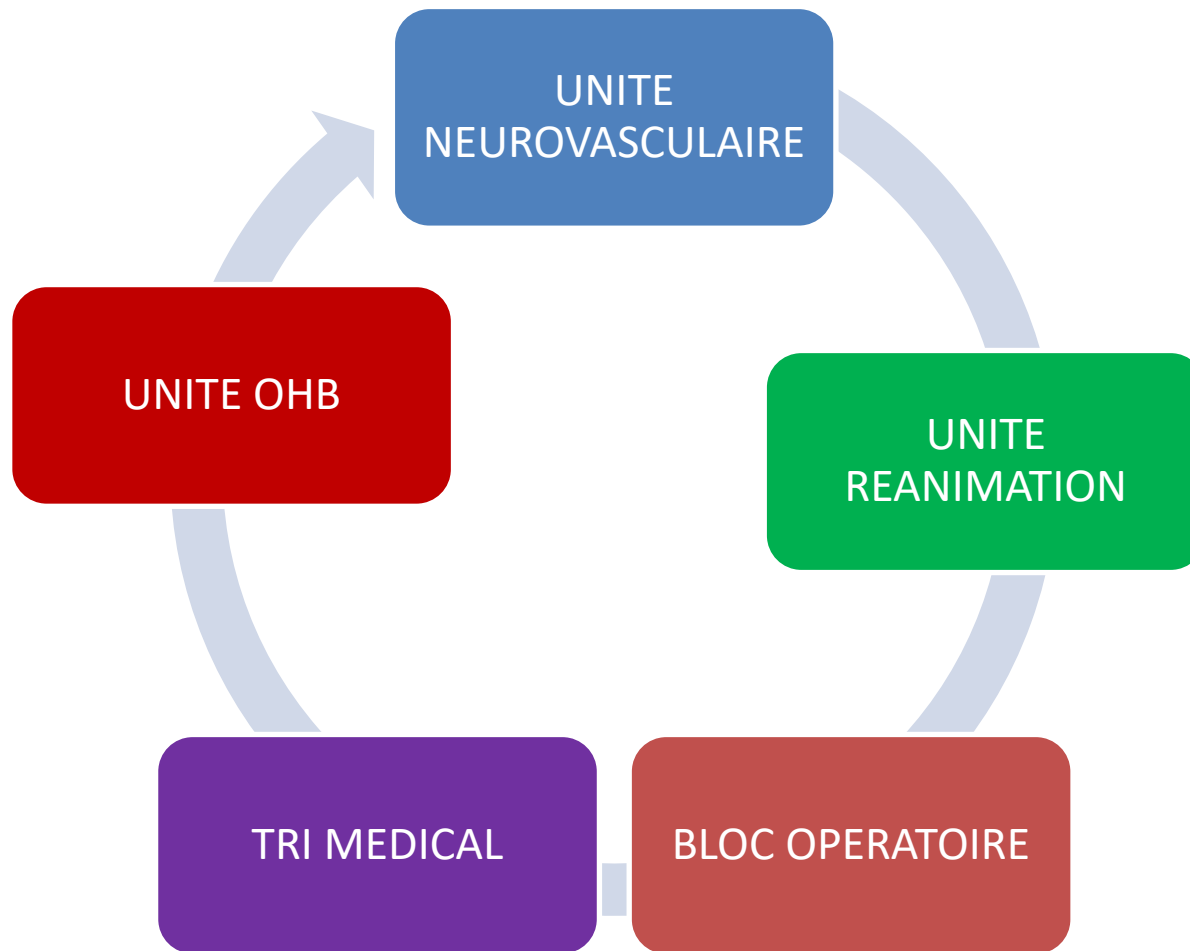 UNITE
NEUROVASCULAIRE
UNITE
REANIMATION
BLOC OPERATOIRE
TRI MEDICAL
UNITE OHB